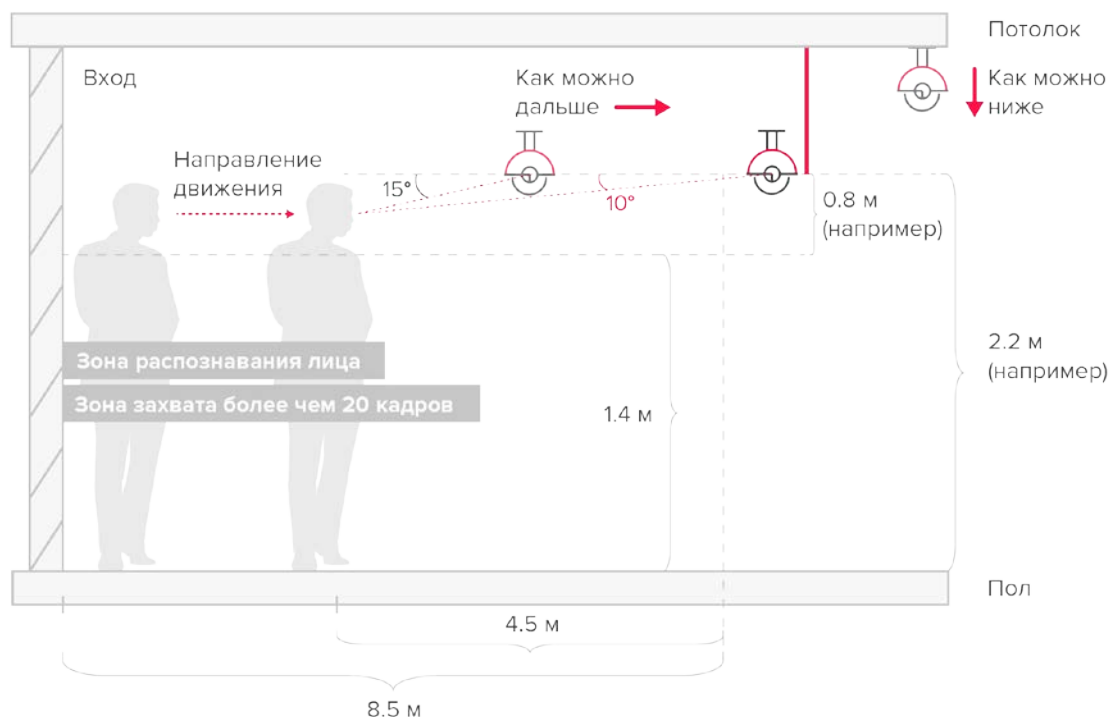 Потолок
Вход
Как можно
дальше
Как можно
ниже
Направление
движения
15°
10°
0.8 м
(например)
2.2 м
(например)
Зона распознавания лица
Зона захвата более чем 20 кадров
1.4 м
Пол
4.5 м
8.5 м